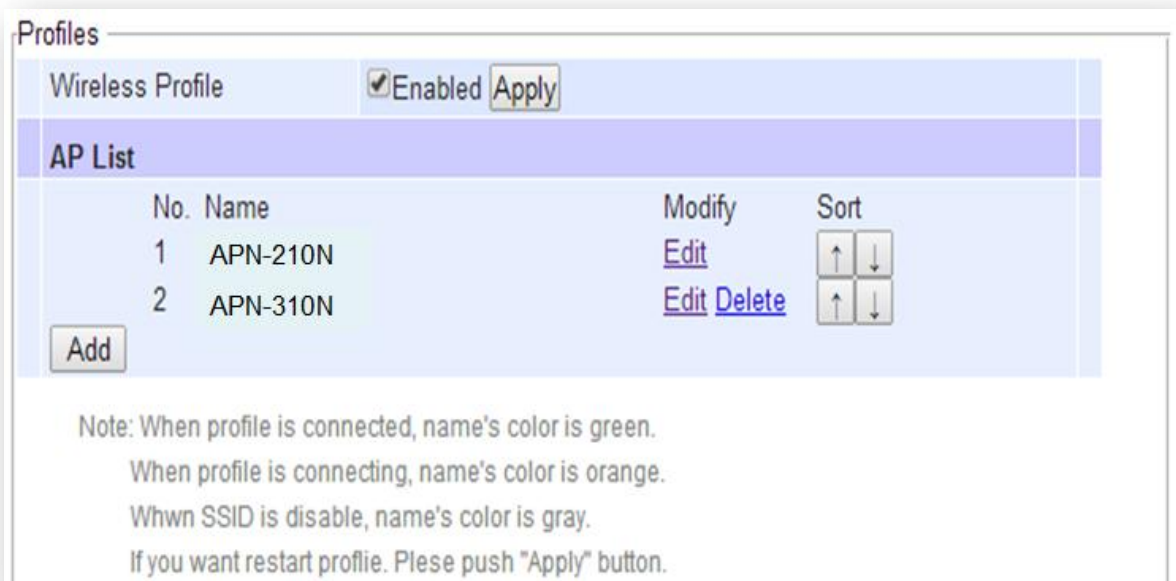 Profiles
Wireless Profile Enabled Apply
AP List
No. Name Modify Sort
1 APN-210N Edit ↑ ↓
2 APN-310N Edit Delete ↑ ↓
Add
Note: When profile is connected, name's color is green.
When profile is connecting, name's color is orange.
Whwn SSID is disable, name's color is gray.
If you want restart proflie. Plese push "Apply" button.